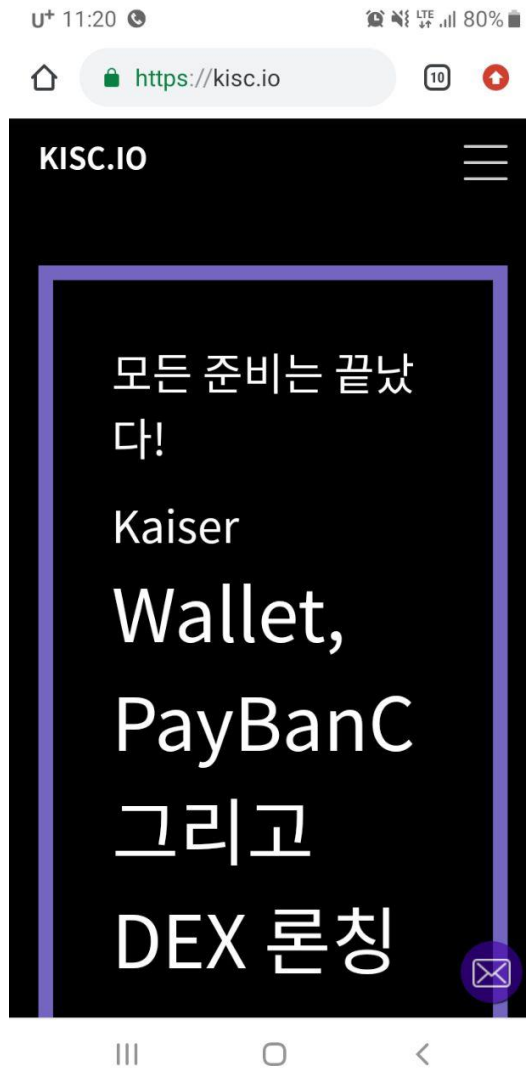 U+ 11:20 LTE 80%
https://kisc.io 10
KISC.IO
모든 준비는 끝났
다!
Kaiser
Wallet,
PayBanC
그리고
DEX 론칭